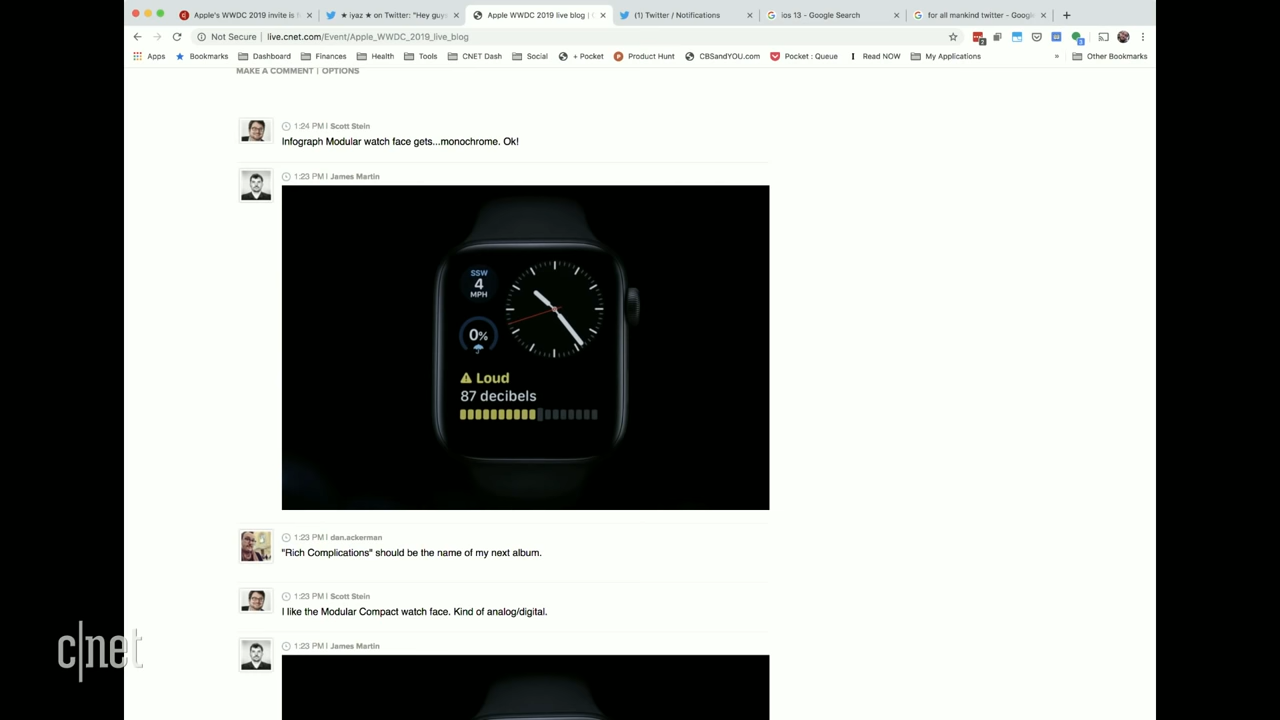 Apple's WWDC 2019 invite is f
★ iyaz ★ on Twitter: "Hey guys
Apple WWDC 2019 live blog | C
(1) Twitter / Notifications
ios 13 - Google Search
for all mankind twitter - Googl
Not Secure | live.cnet.com/Event/Apple_WWDC_2019_live_blog
Apps
Bookmarks
Dashboard
Finances
Health
Tools
CNET Dash
Social
+ Pocket
Product Hunt
CBSandYOU.com
Pocket : Queue
Read NOW
My Applications
»
Other Bookmarks
MAKE A COMMENT | OPTIONS
1:24 PM | Scott Stein
Infograph Modular watch face gets...monochrome. Ok!
1:23 PM | James Martin
SSW
4
MPH
0%
Loud
87 decibels
1:23 PM | dan.ackerman
"Rich Complications" should be the name of my next album.
1:23 PM | Scott Stein
I like the Modular Compact watch face. Kind of analog/digital.
1:23 PM | James Martin
c|net